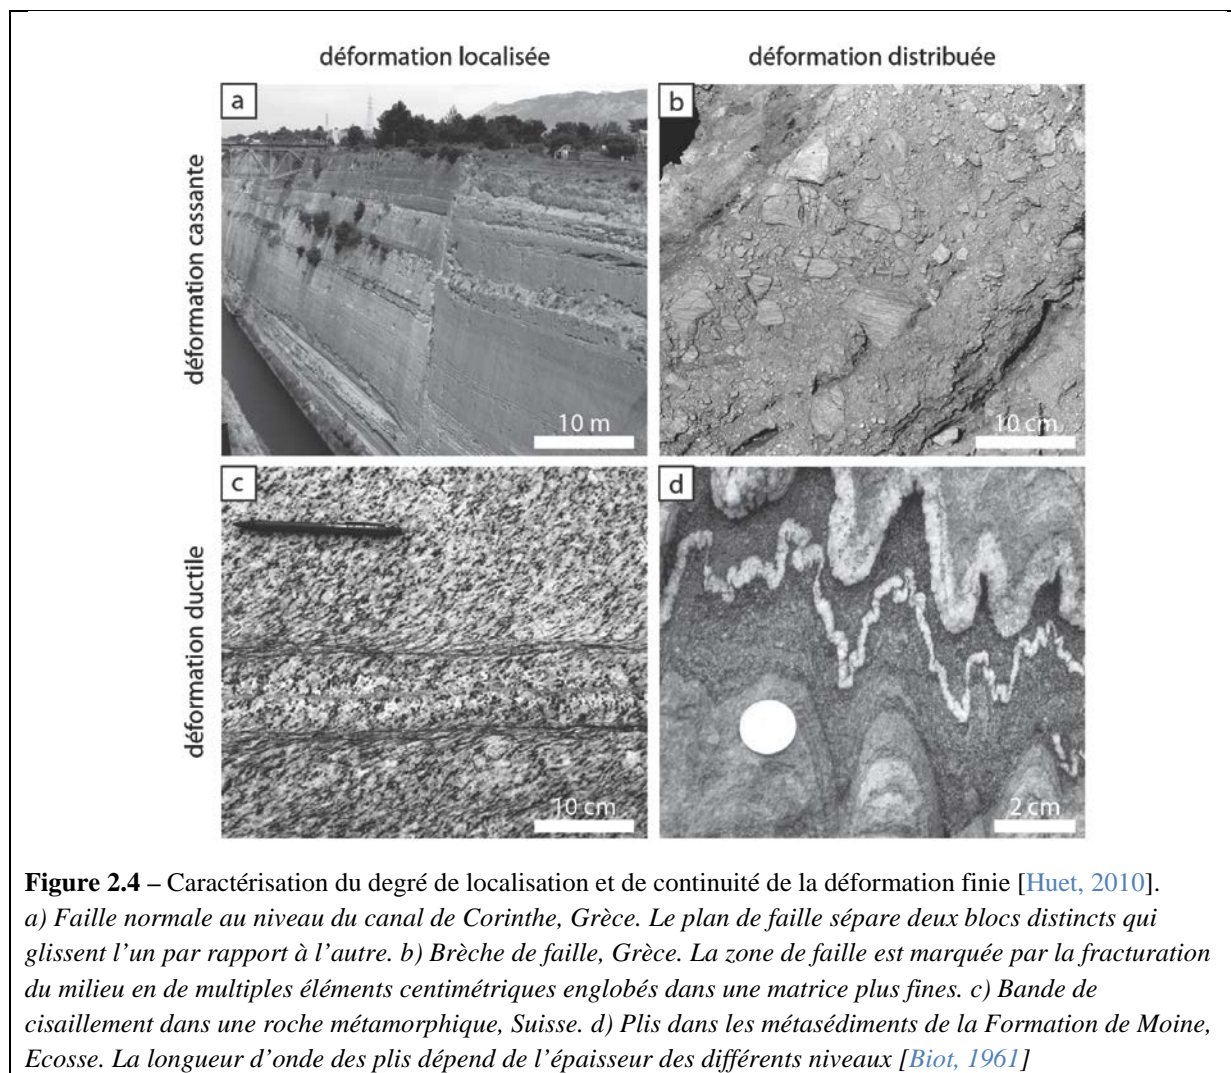 déformation localisée
déformation distribuée
déformation cassante
a
10 m
b
10 cm
déformation ductile
c
10 cm
d
2 cm
Figure 2.4 – Caractérisation du degré de localisation et de continuité de la déformation finie [Huet, 2010].
a) Faille normale au niveau du canal de Corinthe, Grèce. Le plan de faille sépare deux blocs distincts qui
glissent l’un par rapport à l’autre. b) Brèche de faille, Grèce. La zone de faille est marquée par la fracturation
du milieu en de multiples éléments centimétriques englobés dans une matrice plus fines. c) Bande de
cisaillement dans une roche métamorphique, Suisse. d) Plis dans les métasédiments de la Formation de Moine,
Ecosse. La longueur d’onde des plis dépend de l’épaisseur des différents niveaux [Biot, 1961]